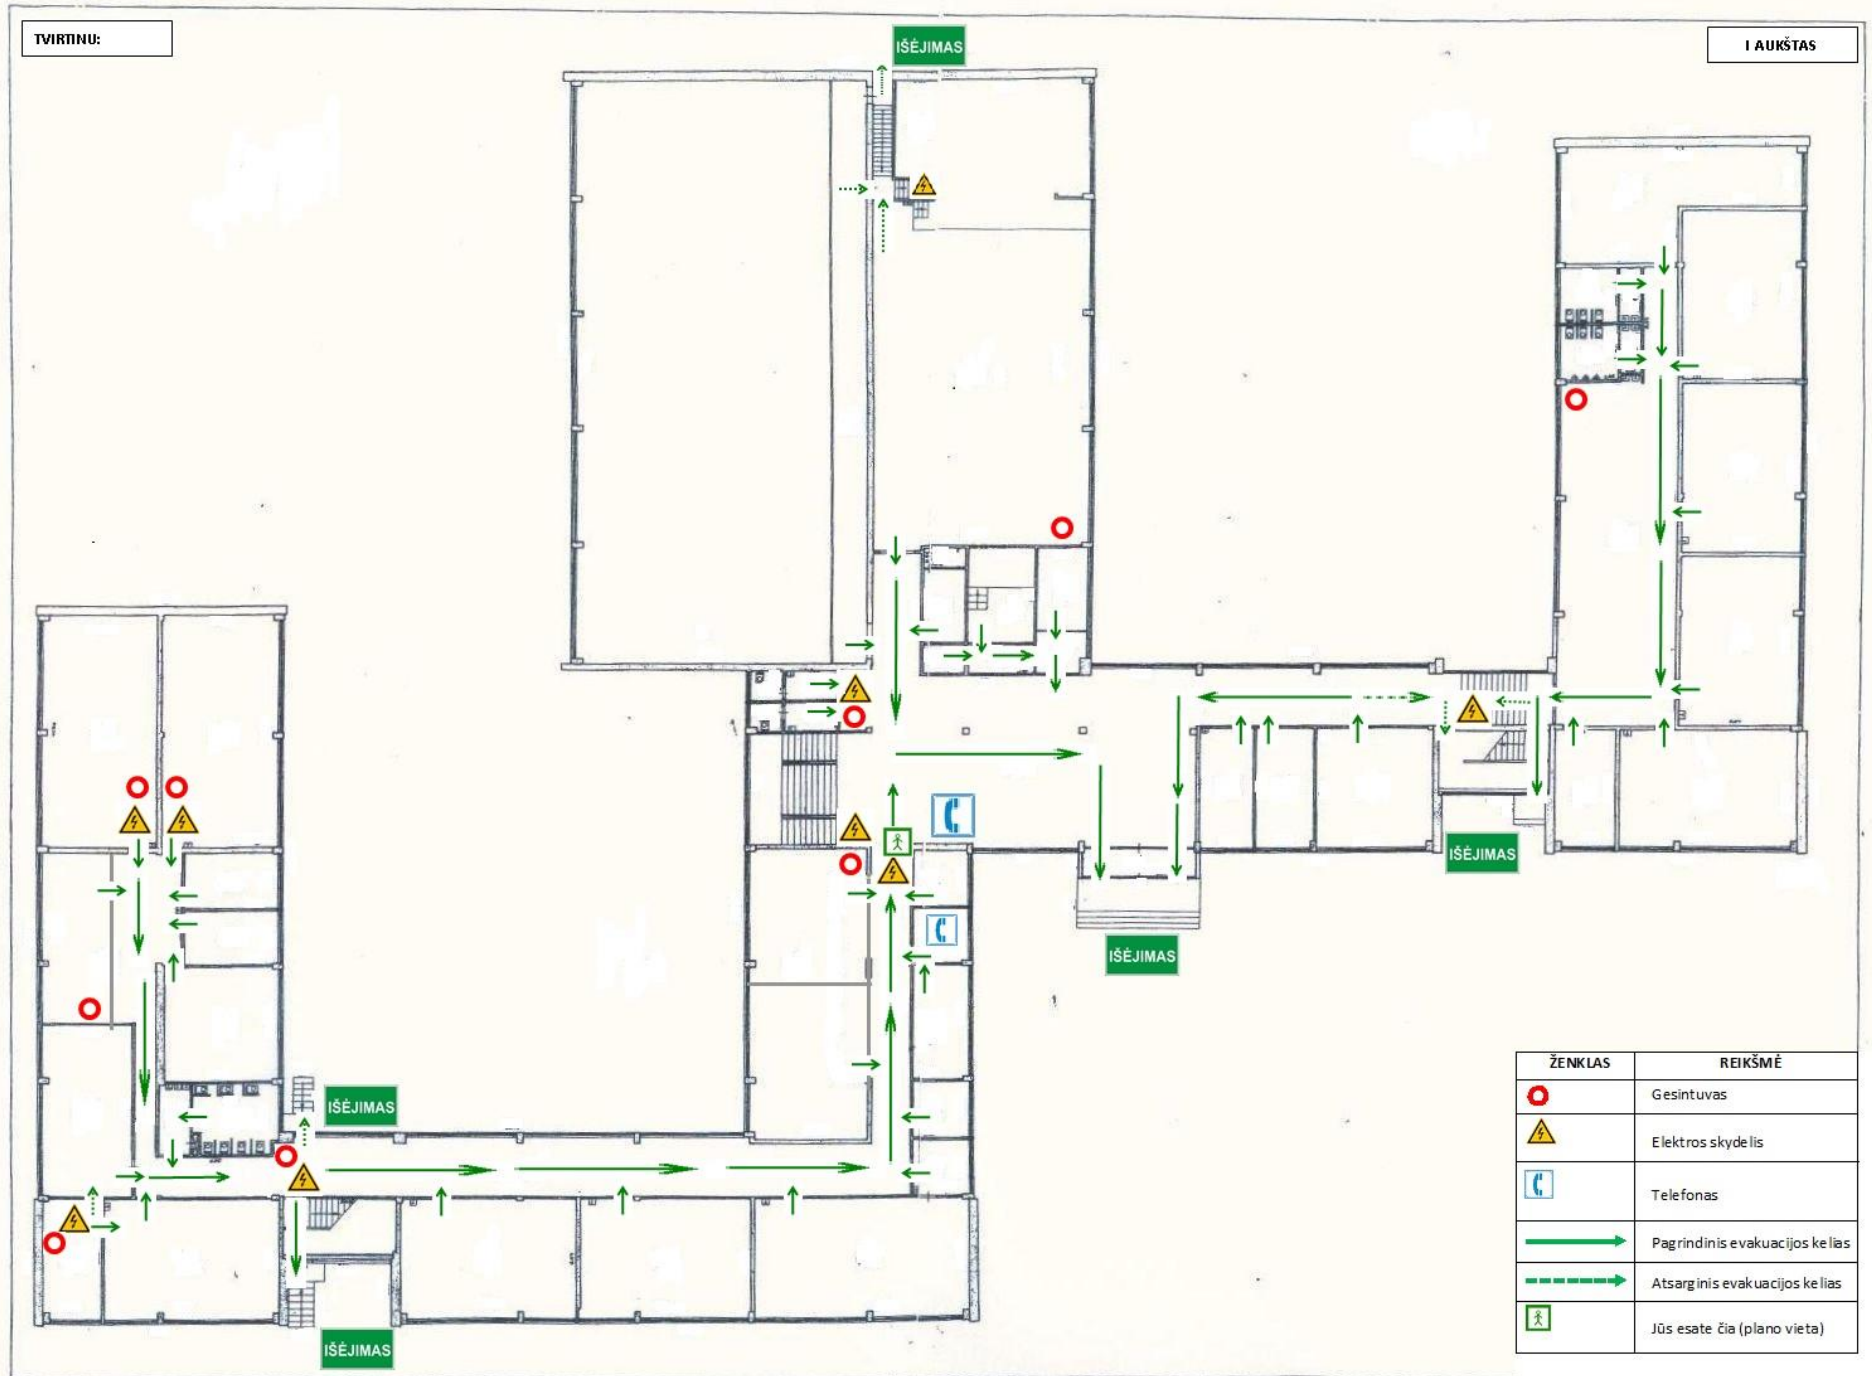 TVIRTINU:
IŠĖJIMAS
I AUKŠTAS
IŠĖJIMAS
IŠĖJIMAS
IŠĖJIMAS
IŠĖJIMAS
ŽENKLAS REIKŠMĖ
Gesintuvas
Elektros skydelis
Telefonas
Pagrindinis evakuacijos kelias
Atsarginis evakuacijos kelias
Jūs esate čia (plano vieta)